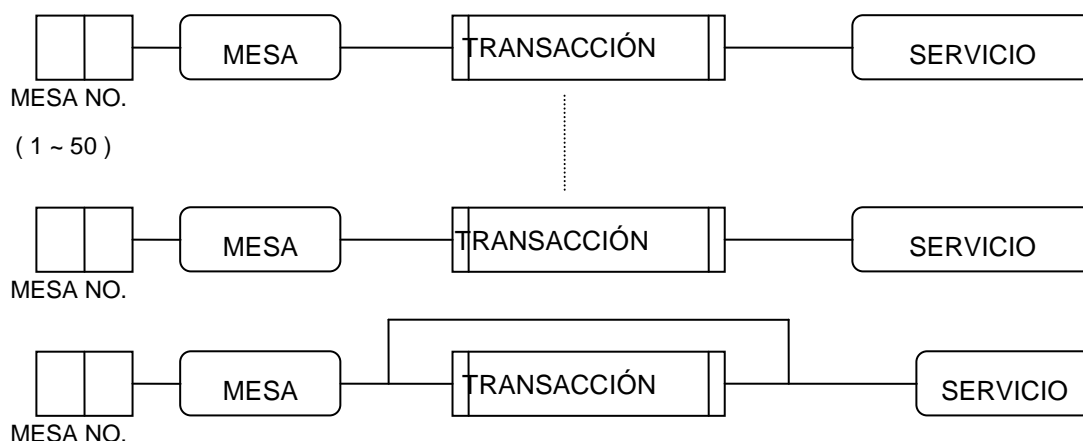 MESA TRANSACCIÓN SERVICIO
MESA NO.
( 1 ~ 50 )
MESA TRANSACCIÓN SERVICIO
MESA NO.
MESA TRANSACCIÓN SERVICIO
MESA NO.